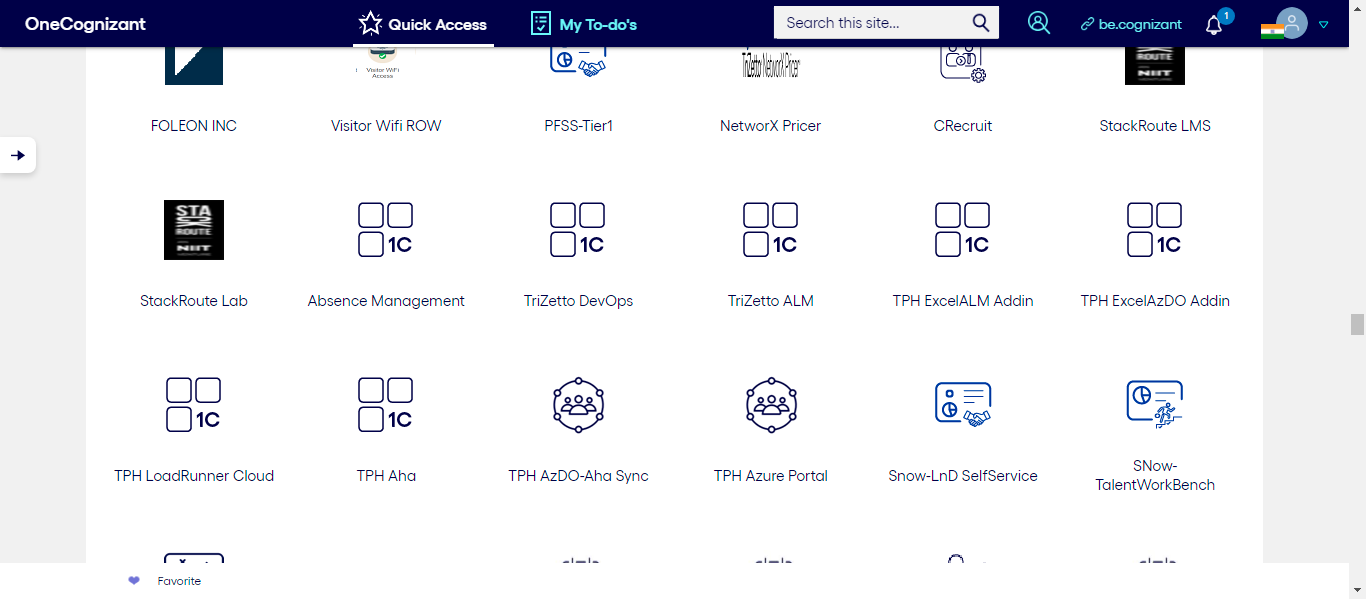 OneCognizant
Quick Access
My To-do's
Search this site...
be.cognizant
1
Visitor WiFi
Access
TriZetto NetworX Pricer
ROUTE
NIIT
FOLEON INC
Visitor Wifi ROW
PFSS-Tier1
NetworX Pricer
CRecruit
StackRoute LMS
STA
ROUTE
NIIT
1C
1C
1C
1C
1C
StackRoute Lab
Absence Management
TriZetto DevOps
TriZetto ALM
TPH ExcelALM Addin
TPH ExcelAzDO Addin
1C
1C
TPH LoadRunner Cloud
TPH Aha
TPH AzDO-Aha Sync
TPH Azure Portal
Snow-LnD SelfService
SNow-
TalentWorkBench
Favorite